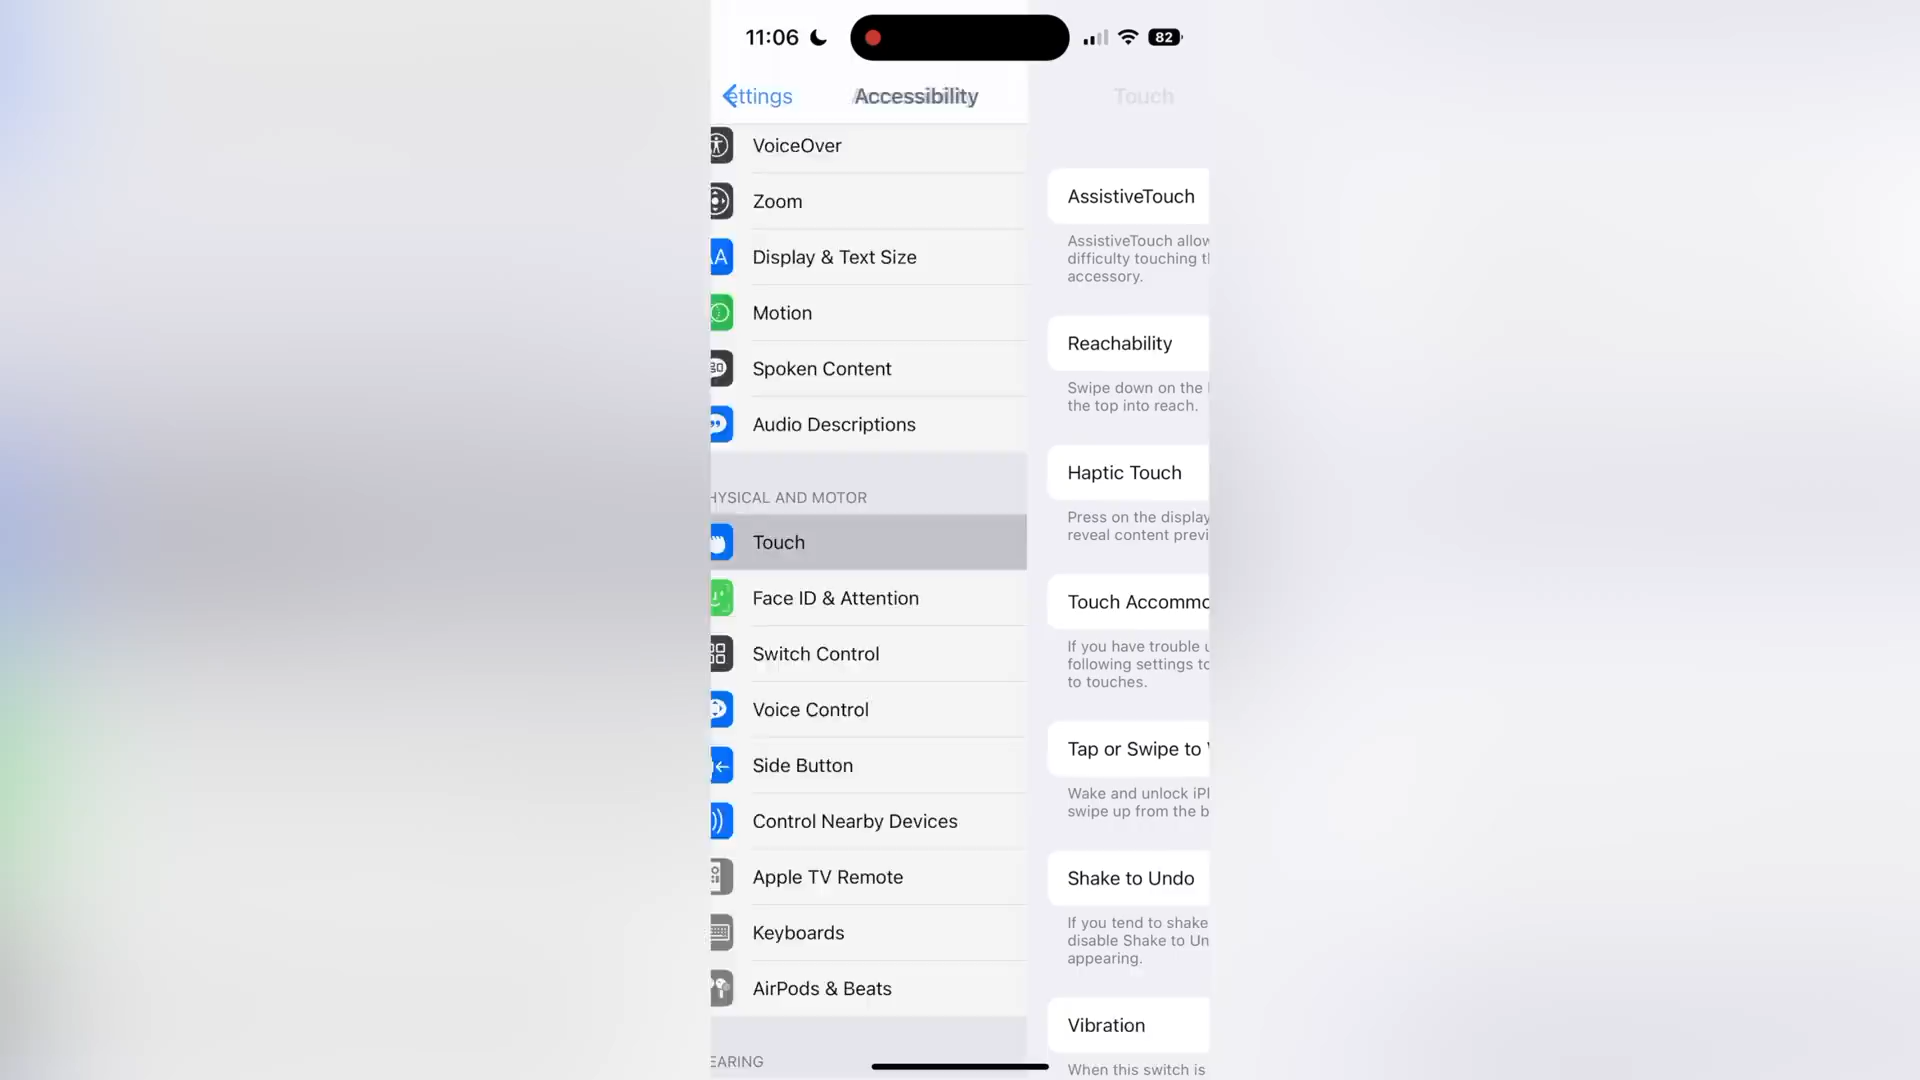 11:06
82
ettings
Accessibility
Touch
VoiceOver
Zoom
Display & Text Size
Motion
Spoken Content
Audio Descriptions
HYSICAL AND MOTOR
Touch
Face ID & Attention
Switch Control
Voice Control
Side Button
Control Nearby Devices
Apple TV Remote
Keyboards
AirPods & Beats
EARING
AssistiveTouch
AssistiveTouch allow
difficulty touching
accessory.
Reachability
Swipe down on the
the top into reach.
Haptic Touch
Press on the display
reveal content previ
Touch Accommo
If you have trouble
following settings to
to touches.
Tap or Swipe to
Wake and unlock iPh
swipe up from the b
Shake to Undo
If you tend to shake
disable Shake to Un
appearing.
Vibration
When this switch is